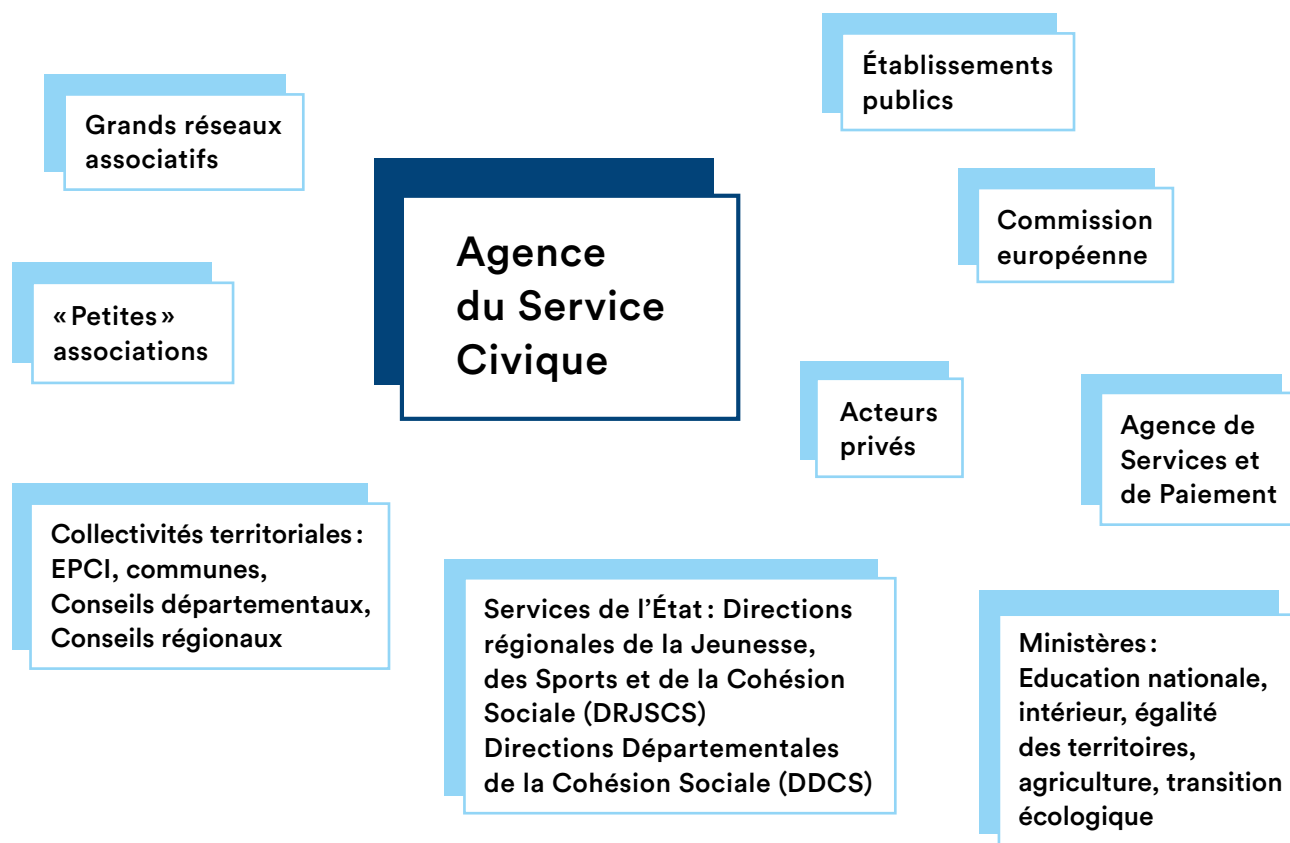 Établissements
publics
Grands réseaux
associatifs
Commission
européenne
Agence
du Service
Civique
« Petites »
associations
Acteurs
privés
Agence de
Services et
de Paiement
Collectivités territoriales :
EPCI, communes,
Conseils départementaux,
Conseils régionaux
Services de l’État : Directions
régionales de la Jeunesse,
des Sports et de la Cohésion
Sociale (DRJSCS)
Directions Départementales
de la Cohésion Sociale (DDCS)
Ministères :
Education nationale,
intérieur, égalité
des territoires,
agriculture, transition
écologique